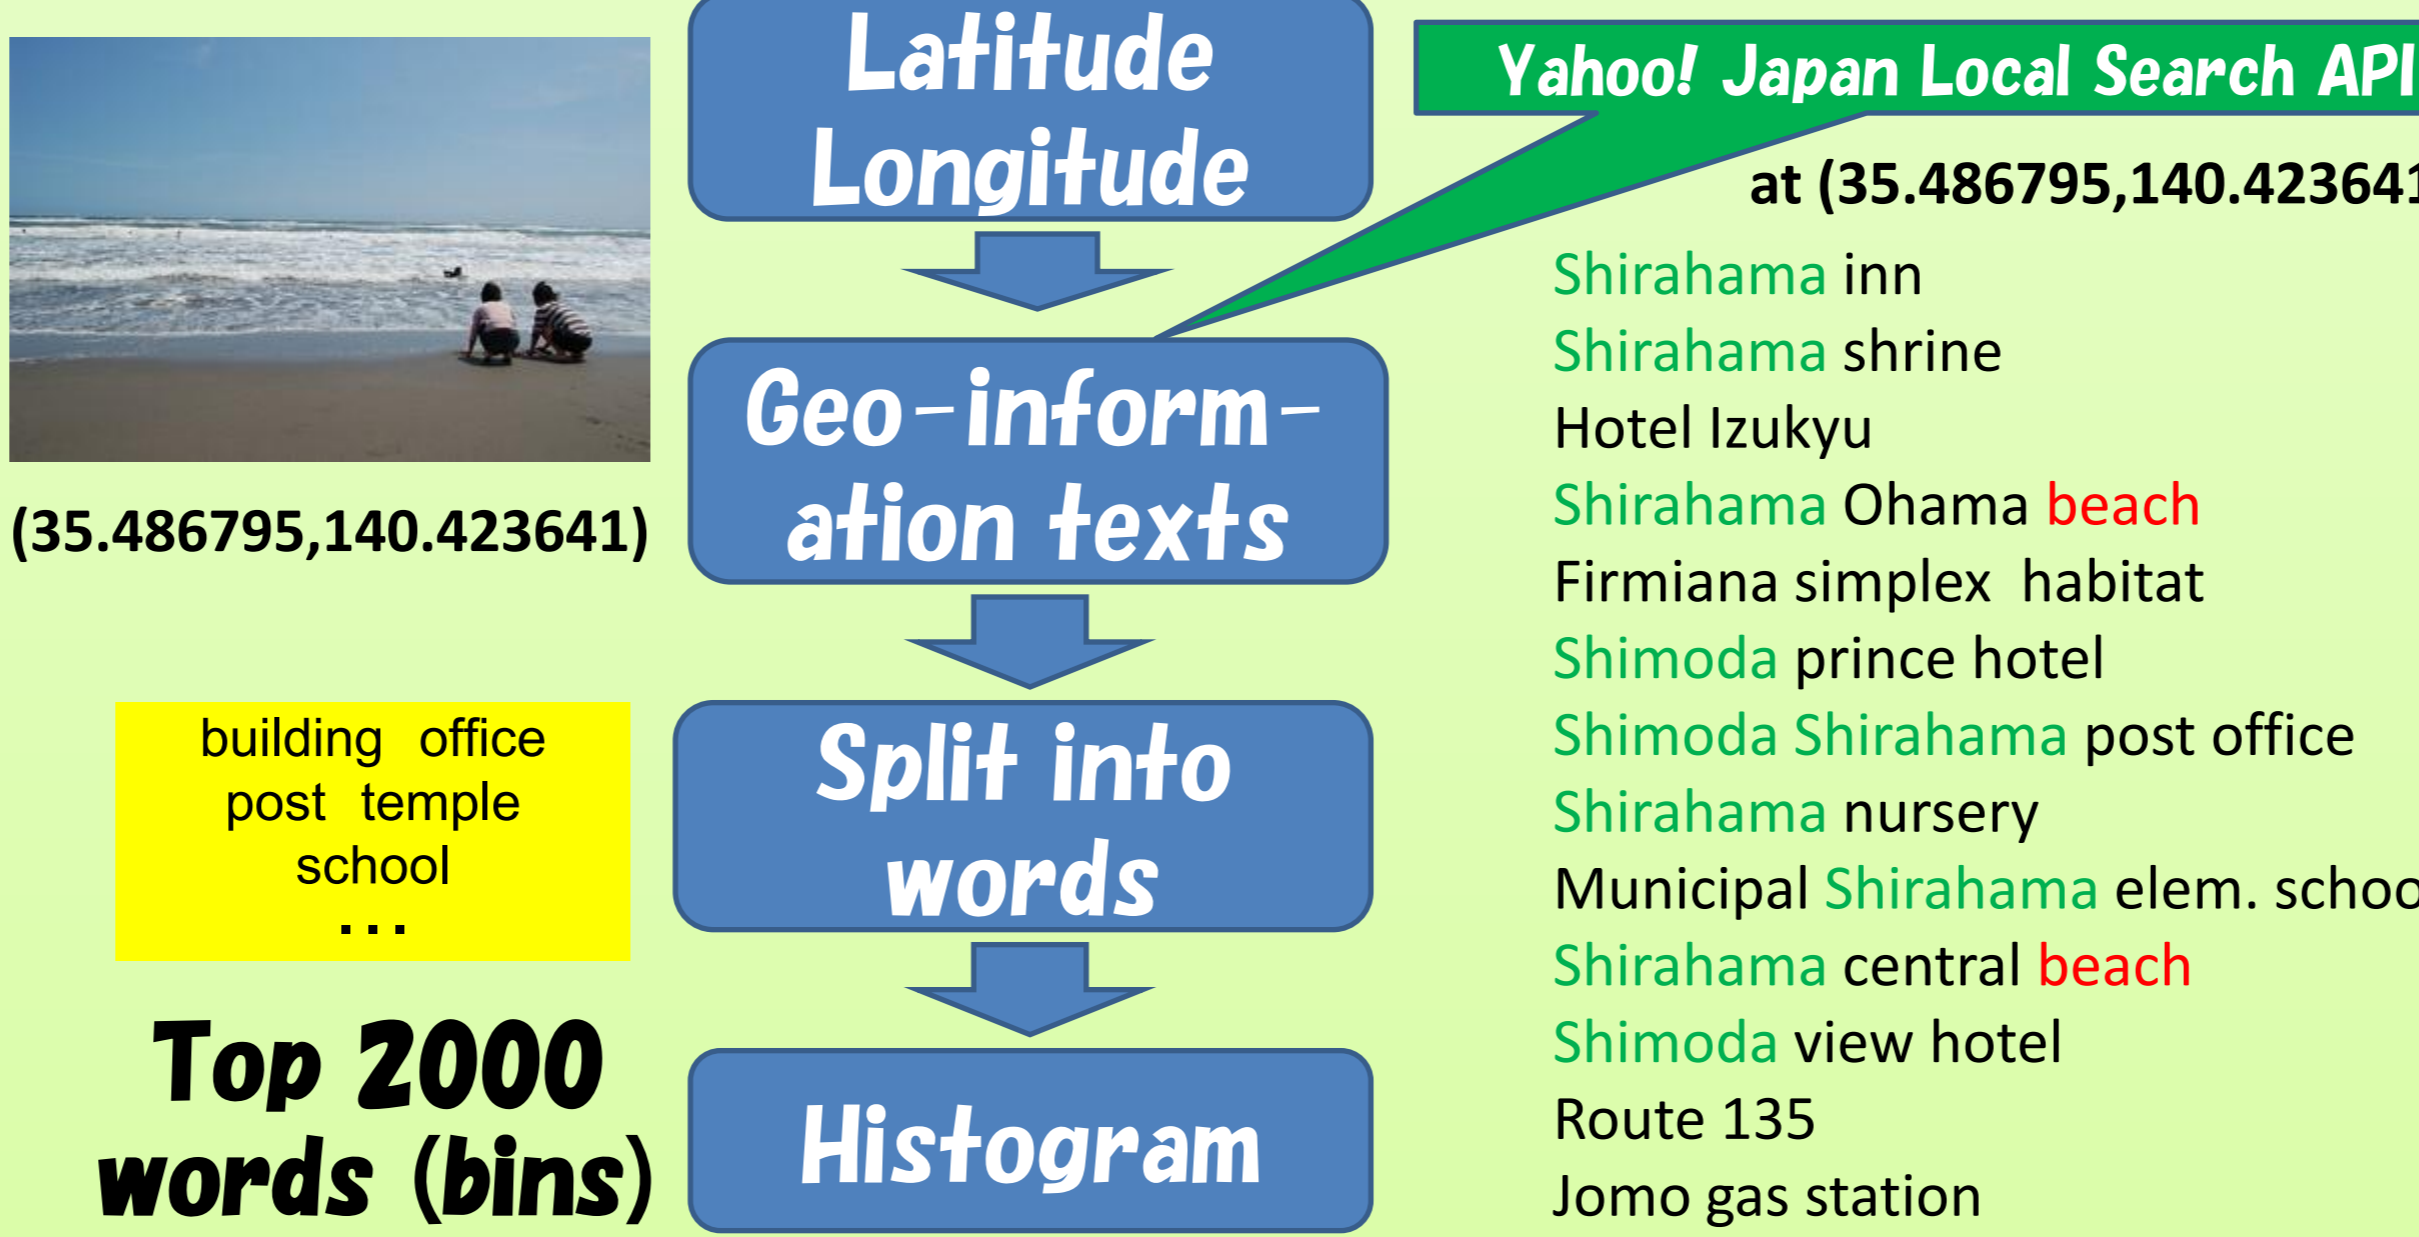 Latitude
Longitude
Yahoo! Japan Local Search API
at (35.486795,140.423641
Shirahama inn
Shirahama shrine
Hotel Izukyu
Shirahama Ohama beach
Firmiana simplex habitat
Shimoda prince hotel
Shimoda Shirahama post office
Shirahama nursery
Municipal Shirahama elem. schoo
Shirahama central beach
Shimoda view hotel
Route 135
Jomo gas station
(35.486795,140.423641)
Geo-inform-
ation texts
building office
post temple
school
...
Split into
words
Top 2000
words (bins)
Histogram